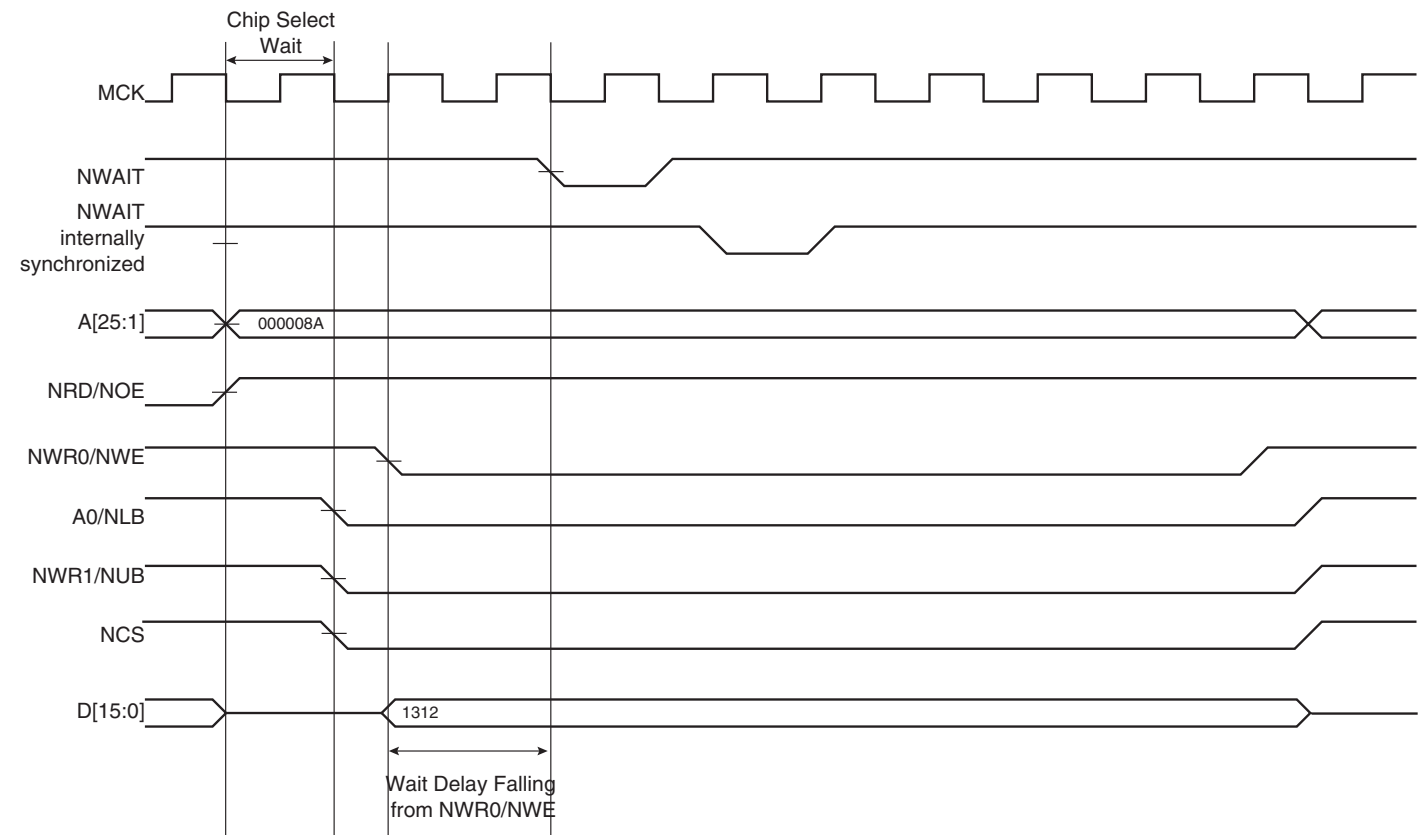 Chip Select
Wait
MCK
NWAIT
NWAIT
internally
synchronized
A[25:1]
000008A
NRD/NOE
NWR0/NWE
A0/NLB
NWR1/NUB
NCS
D[15:0]
1312
Wait Delay Falling
from NWR0/NWE